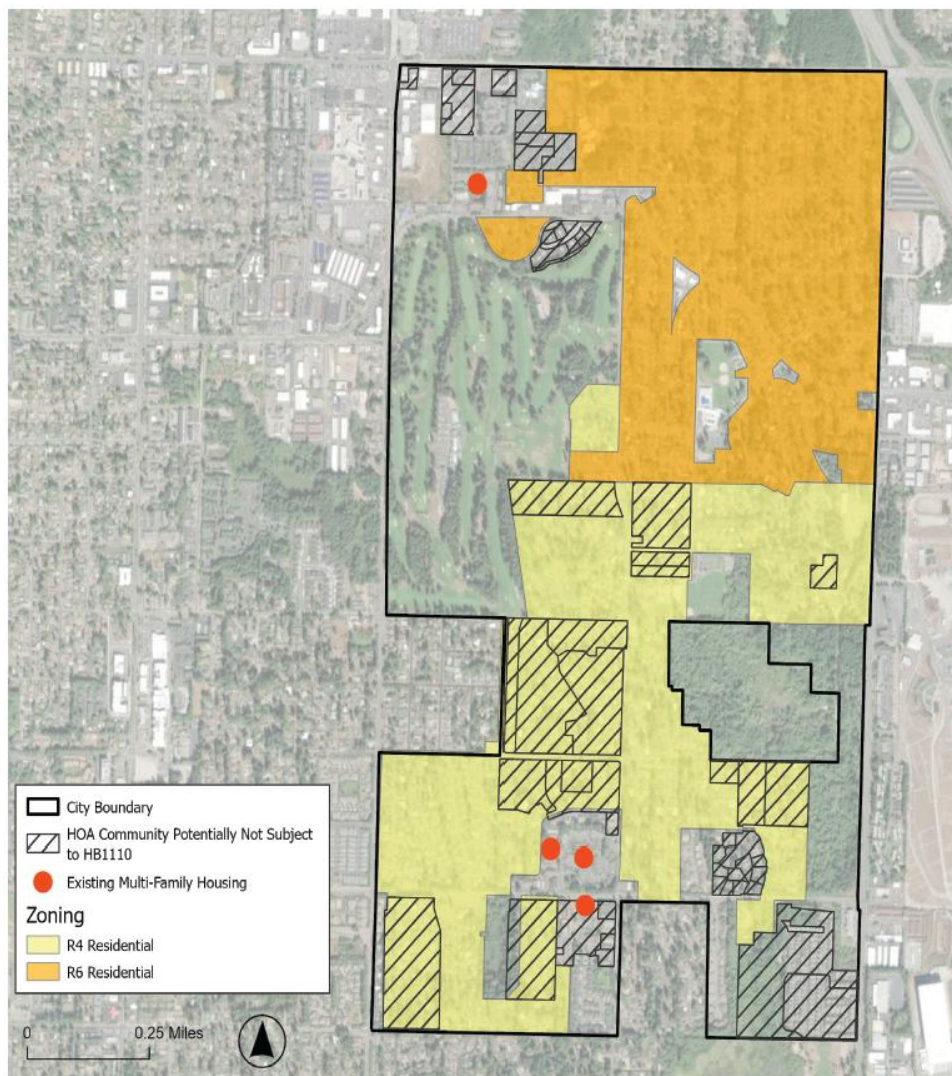 City Boundary
HOA Community Potentially Not Subject
to HB1110
Existing Multi-Family Housing
Zoning
R4 Residential
R6 Residential
0 0.25 Miles